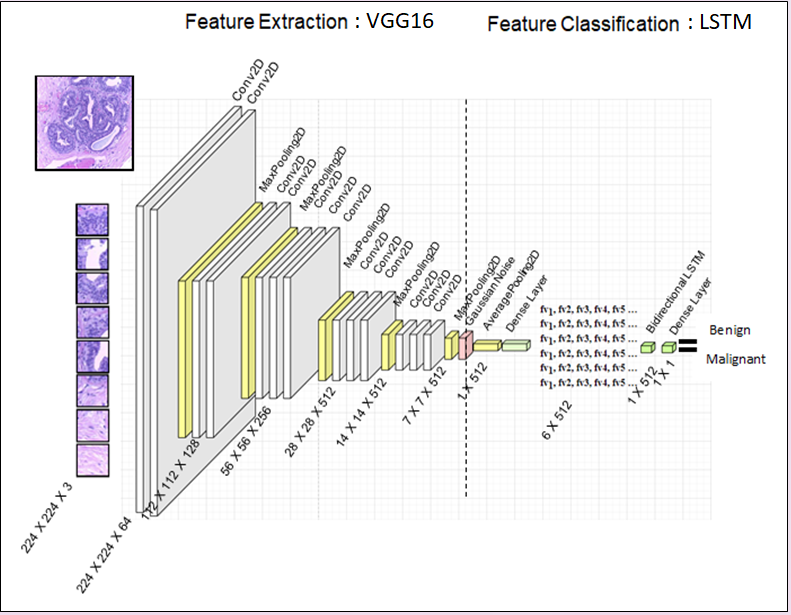 Feature Extraction : VGG16
Feature Classification : LSTM
Conv2D
Conv2D
MaxPooling2D
Conv2D
Conv2D
MaxPooling2D
Conv2D
Conv2D
Conv2D
MaxPooling2D
Conv2D
Conv2D
Conv2D
MaxPooling2D
Conv2D
Conv2D
Conv2D
MaxPooling2D
Gaussian Noise
AveragePooling2D
Dense Layer
fv1, fv2, fv3, fv4, fv5 ...
fv1, fv2, fv3, fv4, fv5 ...
fv1, fv2, fv3, fv4, fv5 ...
fv1, fv2, fv3, fv4, fv5 ...
fv1, fv2, fv3, fv4, fv5 ...
fv1, fv2, fv3, fv4, fv5 ...
Bidirectional LSTM
Dense Layer
Benign
Malignant
224 X 224 X 3
224 X 224 X 64
112 X 112 X 128
56 X 56 X 256
28 X 28 X 512
14 X 14 X 512
7 X 7 X 512
1 X 512
6 X 512
1 X 512
1 X 1